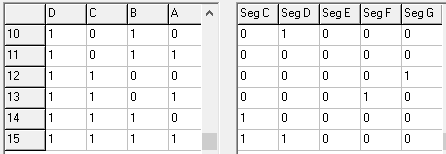 D C B A Seg C Seg D Seg E Seg F Seg G
10 1 0 1 0 0 1 0 0 0
11 1 0 1 1 0 0 0 0 0
12 1 1 0 0 0 0 0 0 1
13 1 1 0 1 0 0 0 1 0
14 1 1 1 0 1 0 0 0 0
15 1 1 1 1 1 1 0 0 0